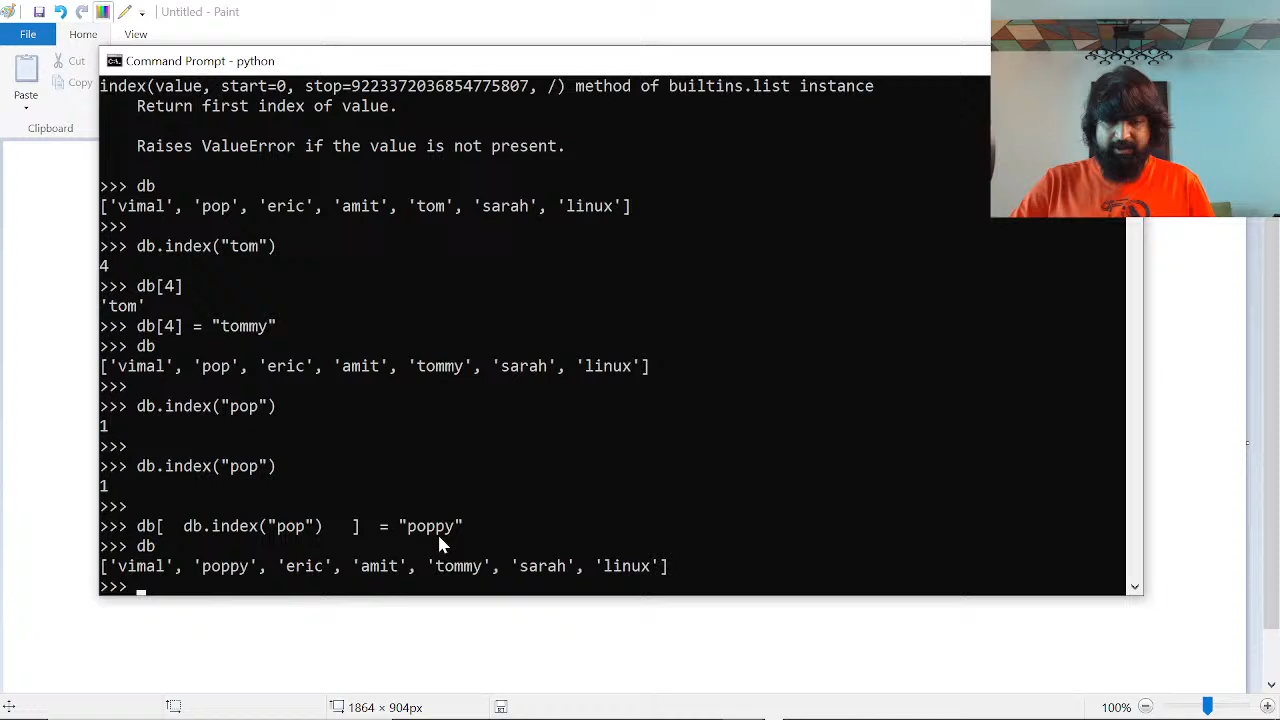 Untitled - Paint
File
Home
View
Paste
Cut
Copy
Clipboard
Command Prompt - python
index(value, start=0, stop=9223372036854775807, /) method of builtins.list instance
Return first index of value.
Raises ValueError if the value is not present.
>>> db
['vimal', 'pop', 'eric', 'amit', 'tom', 'sarah', 'linux']
>>>
>>> db.index("tom")
4
>>> db[4]
'tom'
>>> db[4] = "tommy"
>>> db
['vimal', 'pop', 'eric', 'amit', 'tommy', 'sarah', 'linux']
>>>
>>> db.index("pop")
1
>>>
>>> db.index("pop")
1
>>>
>>> db[  db.index("pop")   ]  = "poppy"
>>> db
['vimal', 'poppy', 'eric', 'amit', 'tommy', 'sarah', 'linux']
>>>
1864 × 904px
100%